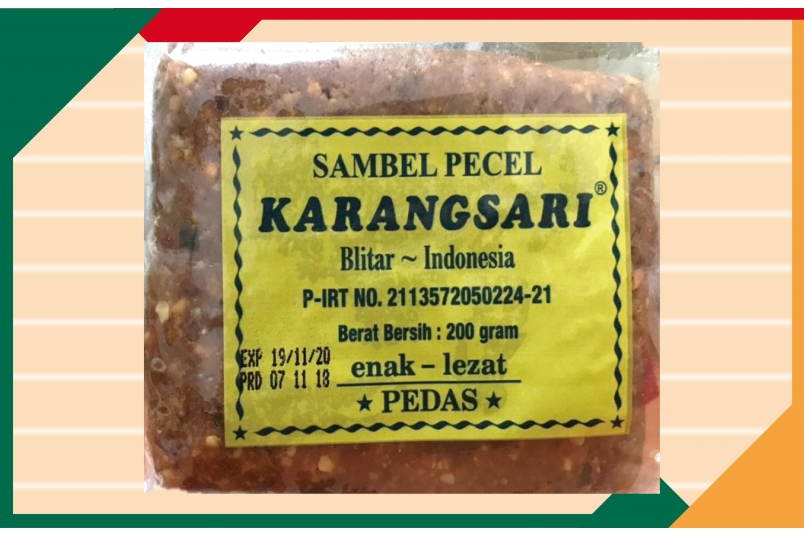 SAMBEL PECEL
KARANGSARI®
Blitar ~ Indonesia
P-IRT NO. 2113572050224-21
Berat Bersih : 200 gram
EXP 19/11/20
PRD 07 11 18
enak – lezat
★ PEDAS ★